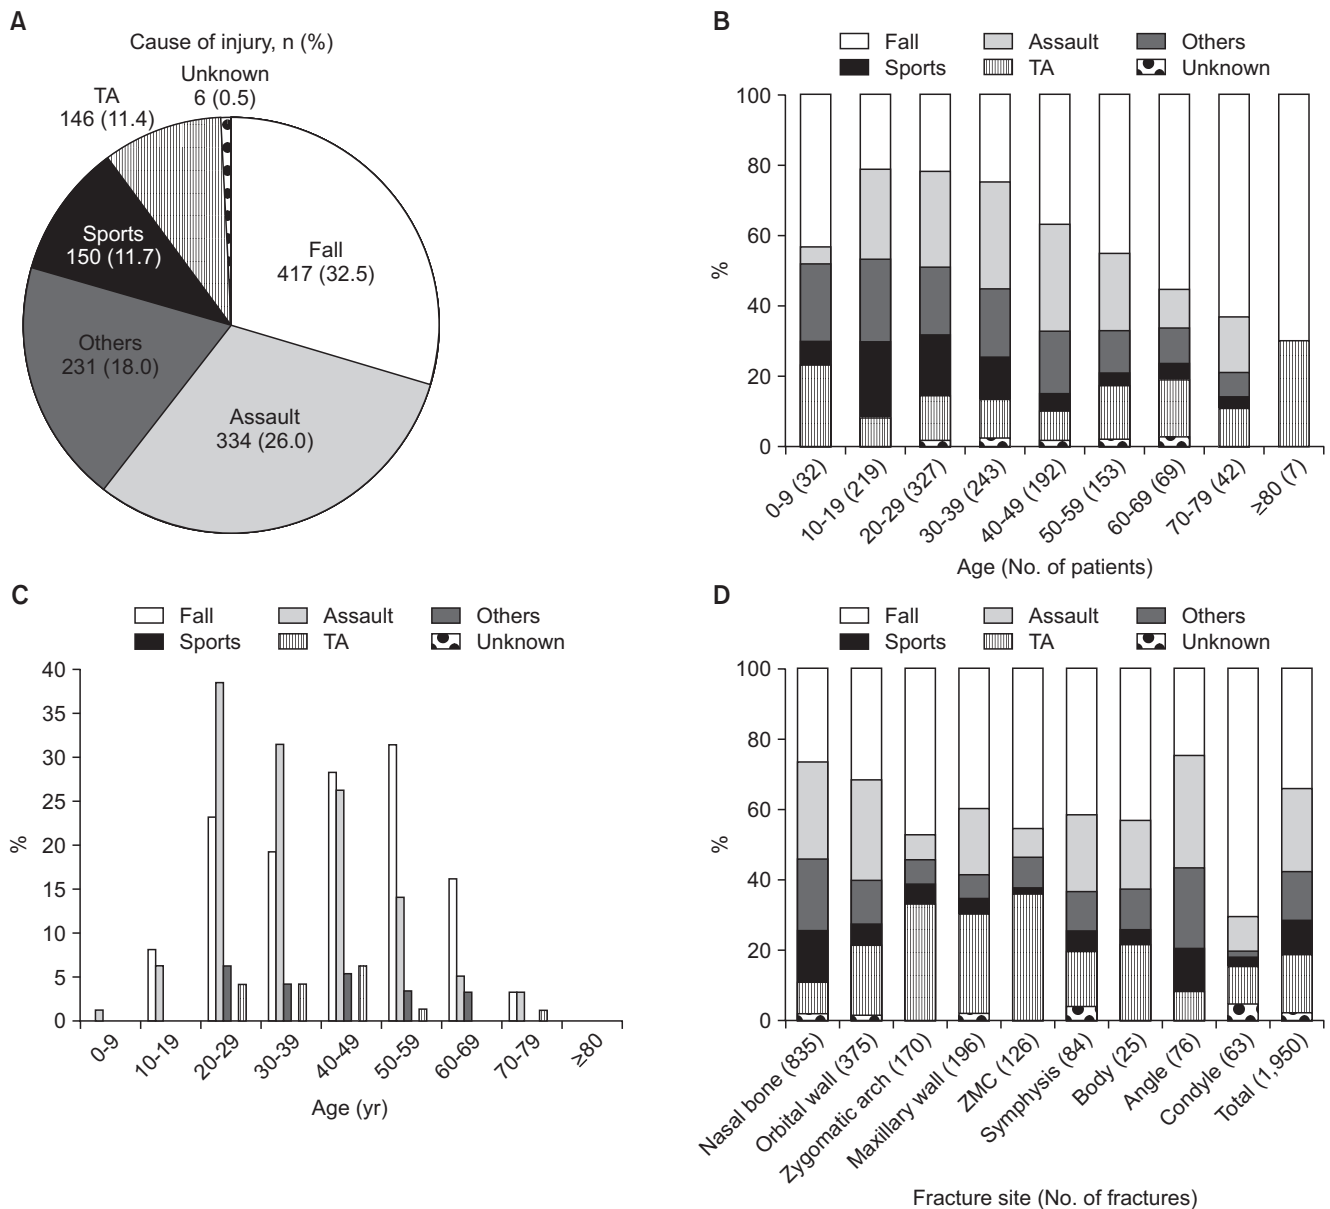 A
Cause of injury, n (%)
Unknown
6 (0.5)
TA
146 (11.4)
Sports
150 (11.7)
Fall
417 (32.5)
Others
231 (18.0)
Assault
334 (26.0)
B
Fall Assault Others
Sports TA Unknown
100
80
60
40
20
0
%
0-9 (32)
10-19 (219)
20-29 (327)
30-39 (243)
40-49 (192)
50-59 (153)
60-69 (69)
70-79 (42)
≥80 (7)
Age (No. of patients)
C
Fall Assault Others
Sports TA Unknown
40
35
30
25
20
15
10
5
0
%
0-9
10-19
20-29
30-39
40-49
50-59
60-69
70-79
≥80
Age (yr)
D
Fall Assault Others
Sports TA Unknown
100
80
60
40
20
0
%
Nasal bone (835)
Orbital wall (375)
Zygomatic arch (170)
Maxillary wall (196)
ZMC (126)
Symphysis (84)
Body (25)
Angle (76)
Condyle (63)
Total (1,950)
Fracture site (No. of fractures)